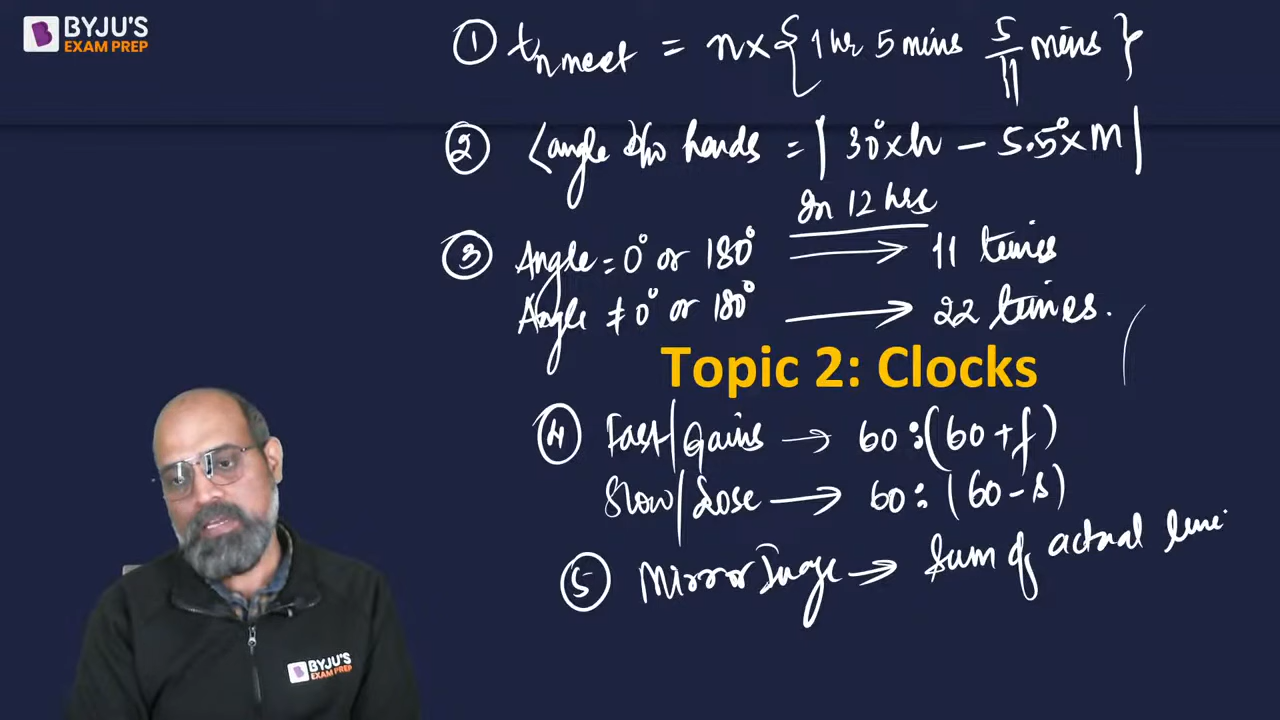 BYJU'S
EXAM PREP
① t_n meet = n × { 1 hr 5 mins 5/11 mins }
② ∠angle b/w hands = | 30° × h − 5.5° × M |
In 12 hrs
③ Angle = 0° or 180° ⟶ 11 times
Angle ≠ 0° or 180° ⟶ 22 times.
Topic 2: Clocks
④ Fast/Gains → 60 : (60 + f)
Slow/Lose → 60 : (60 − s)
⑤ Mirror Image → Sum of actual time
BYJU'S
EXAM PREP